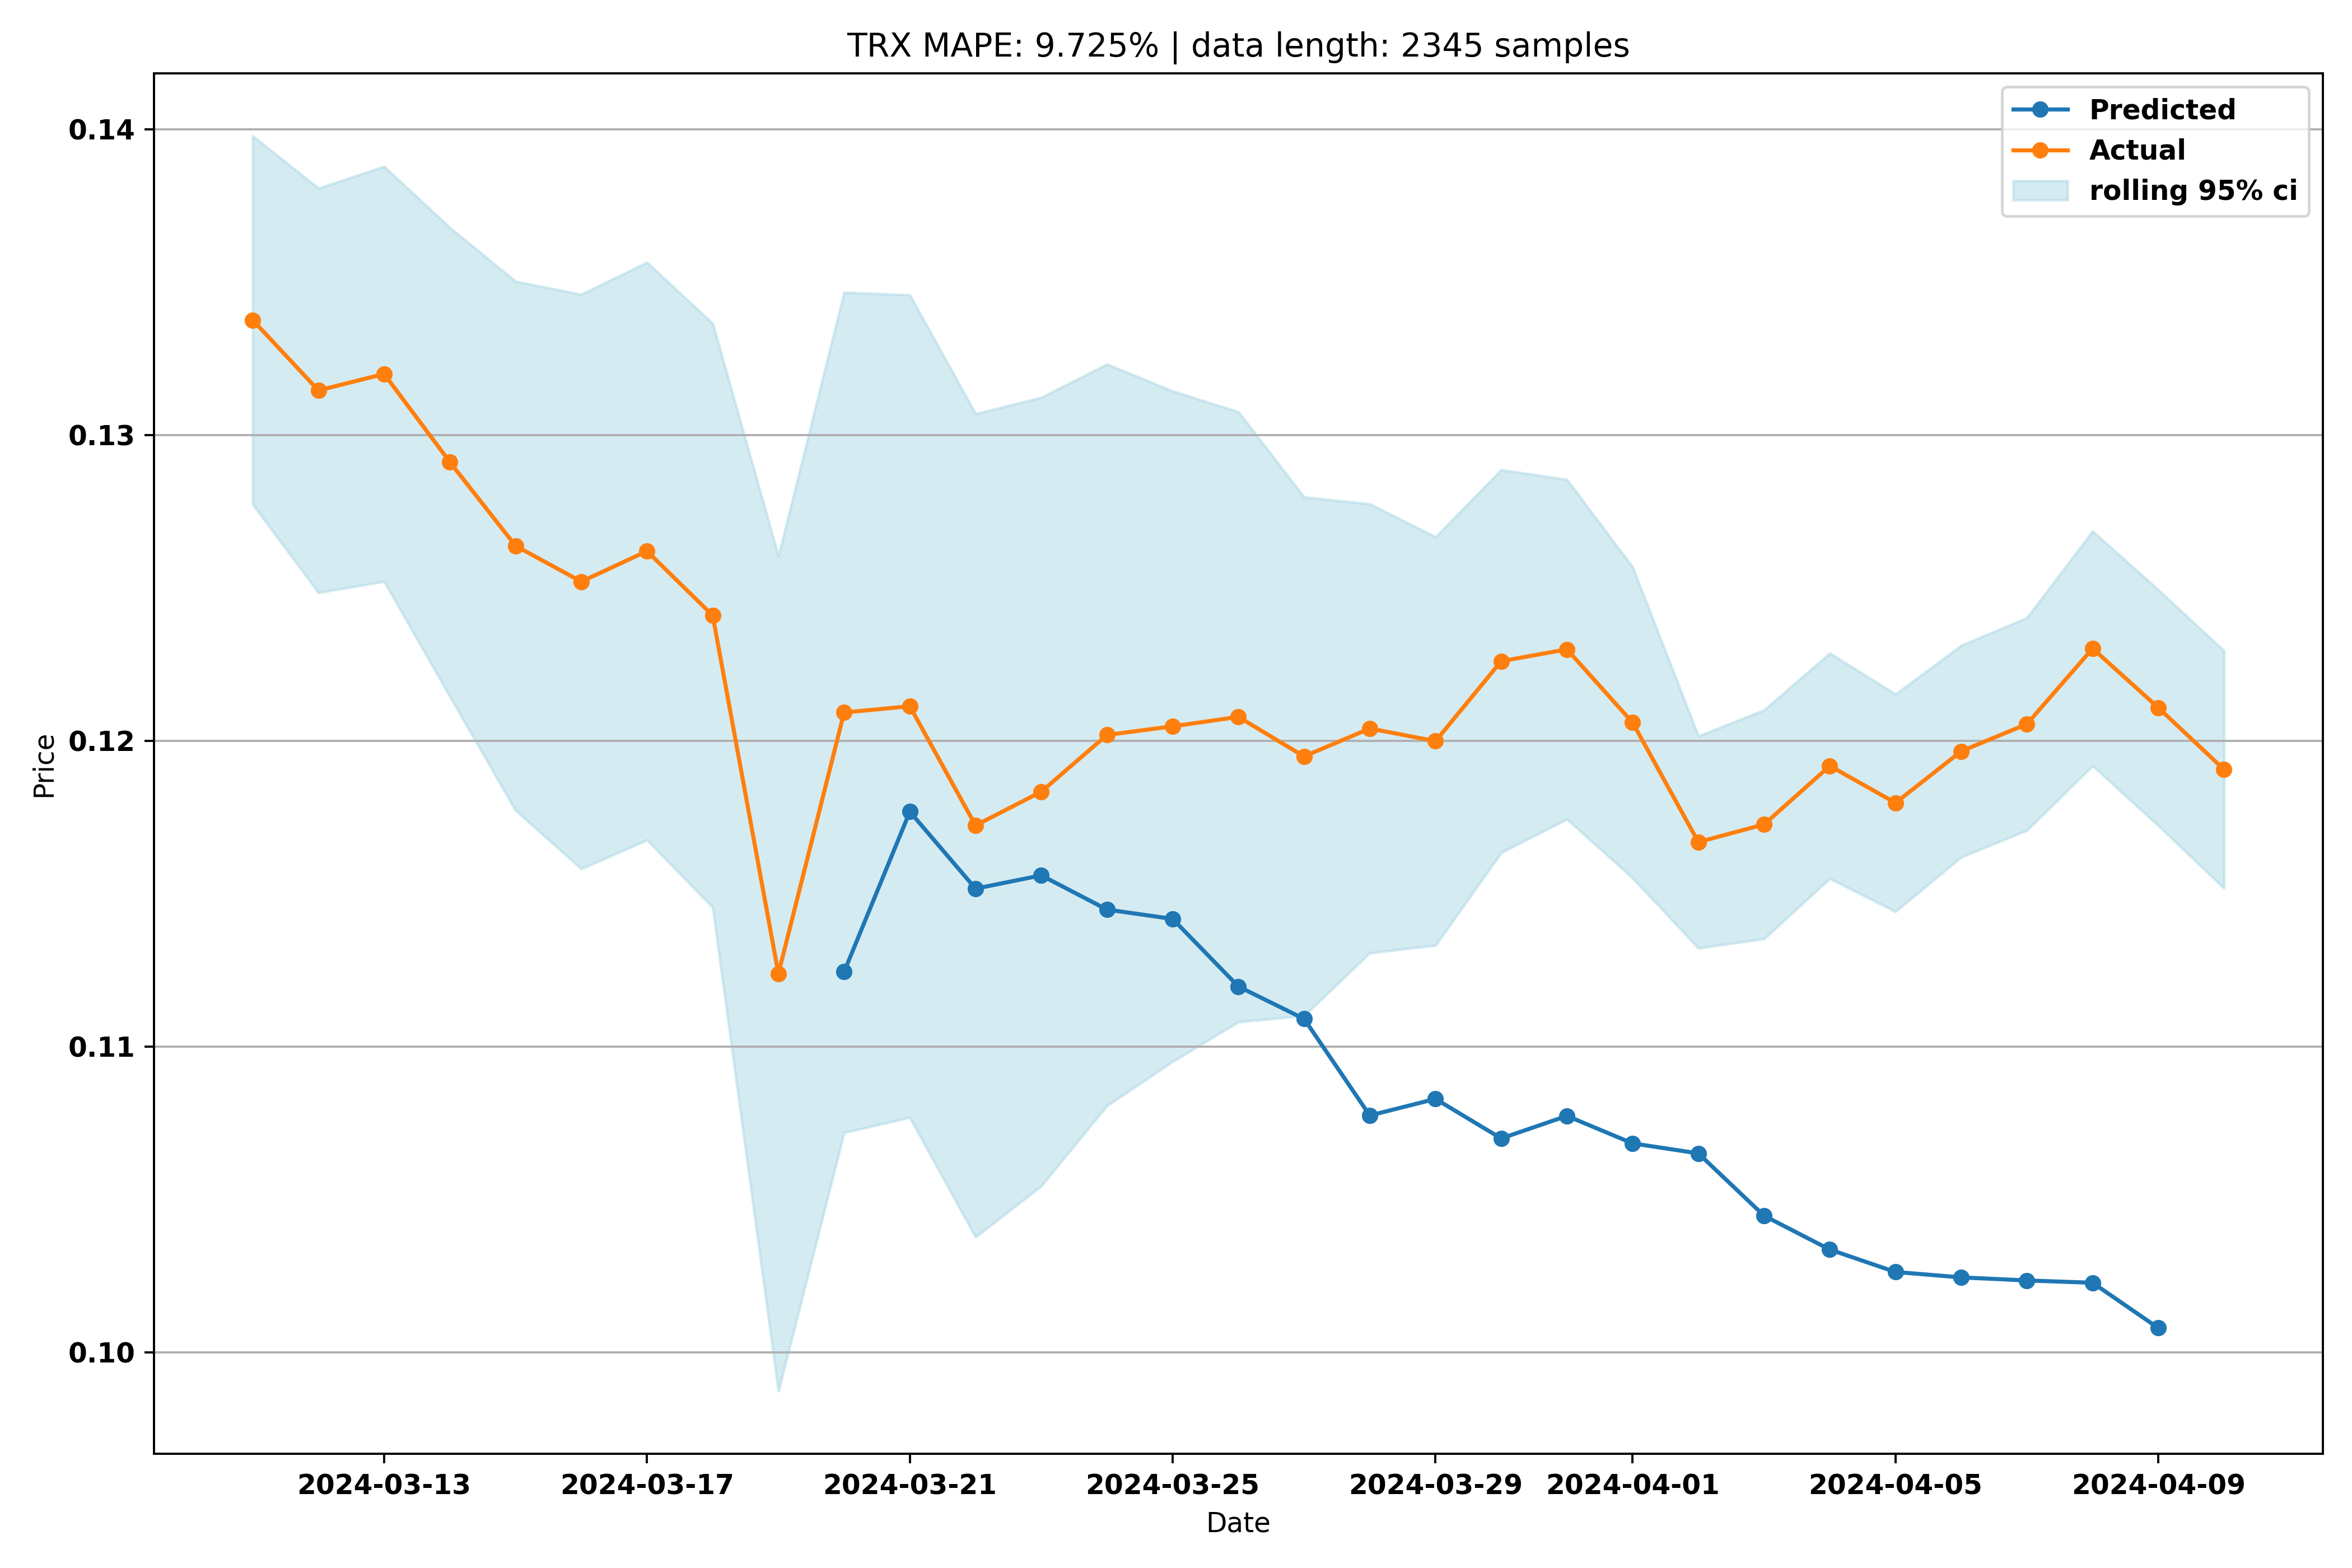 TRX MAPE: 9.725% | data length: 2345 samples
Predicted
Actual
rolling 95% ci
Price
0.14
0.13
0.12
0.11
0.10
2024-03-13 2024-03-17 2024-03-21 2024-03-25 2024-03-29 2024-04-01 2024-04-05 2024-04-09
Date